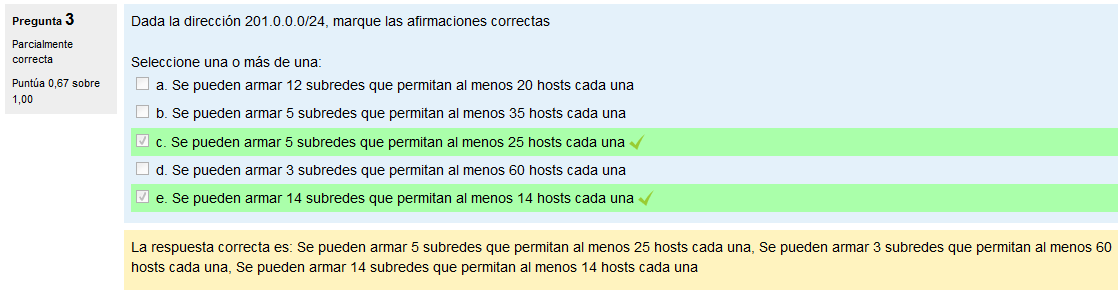 Pregunta 3
Parcialmente
correcta
Puntúa 0,67 sobre
1,00
Dada la dirección 201.0.0.0/24, marque las afirmaciones correctas
Seleccione una o más de una:
a. Se pueden armar 12 subredes que permitan al menos 20 hosts cada una
b. Se pueden armar 5 subredes que permitan al menos 35 hosts cada una
c. Se pueden armar 5 subredes que permitan al menos 25 hosts cada una
d. Se pueden armar 3 subredes que permitan al menos 60 hosts cada una
e. Se pueden armar 14 subredes que permitan al menos 14 hosts cada una
La respuesta correcta es: Se pueden armar 5 subredes que permitan al menos 25 hosts cada una, Se pueden armar 3 subredes que permitan al menos 60
hosts cada una, Se pueden armar 14 subredes que permitan al menos 14 hosts cada una